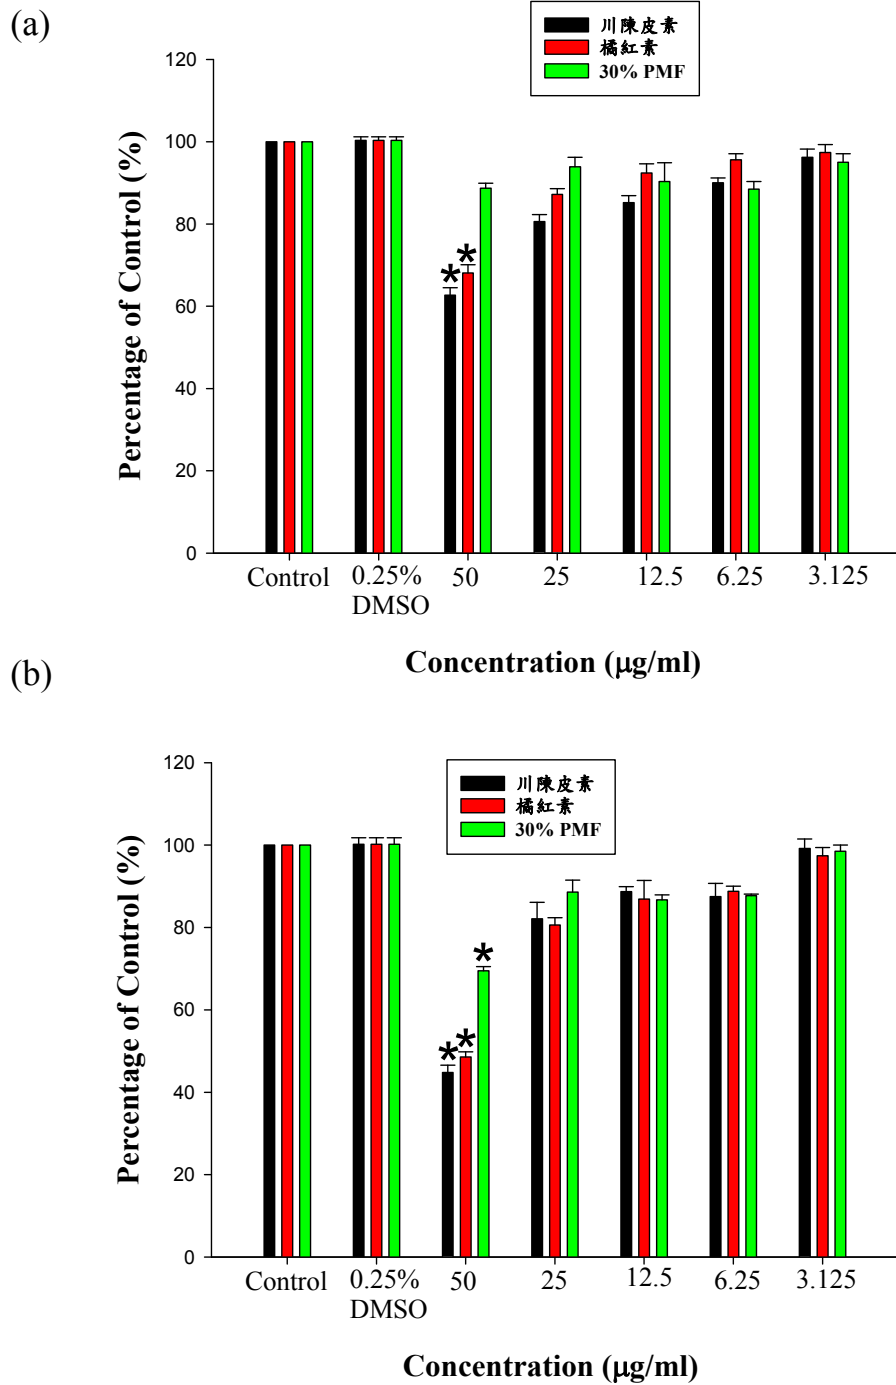 (a)
川陳皮素
橘紅素
30% PMF
120
100
80
60
40
20
0
Percentage of Control (%)
* *
Control 0.25% 50 25 12.5 6.25 3.125
DMSO
Concentration (μg/ml)
(b)
川陳皮素
橘紅素
30% PMF
120
100
80
60
40
20
0
Percentage of Control (%)
* * *
Control 0.25% 50 25 12.5 6.25 3.125
DMSO
Concentration (μg/ml)